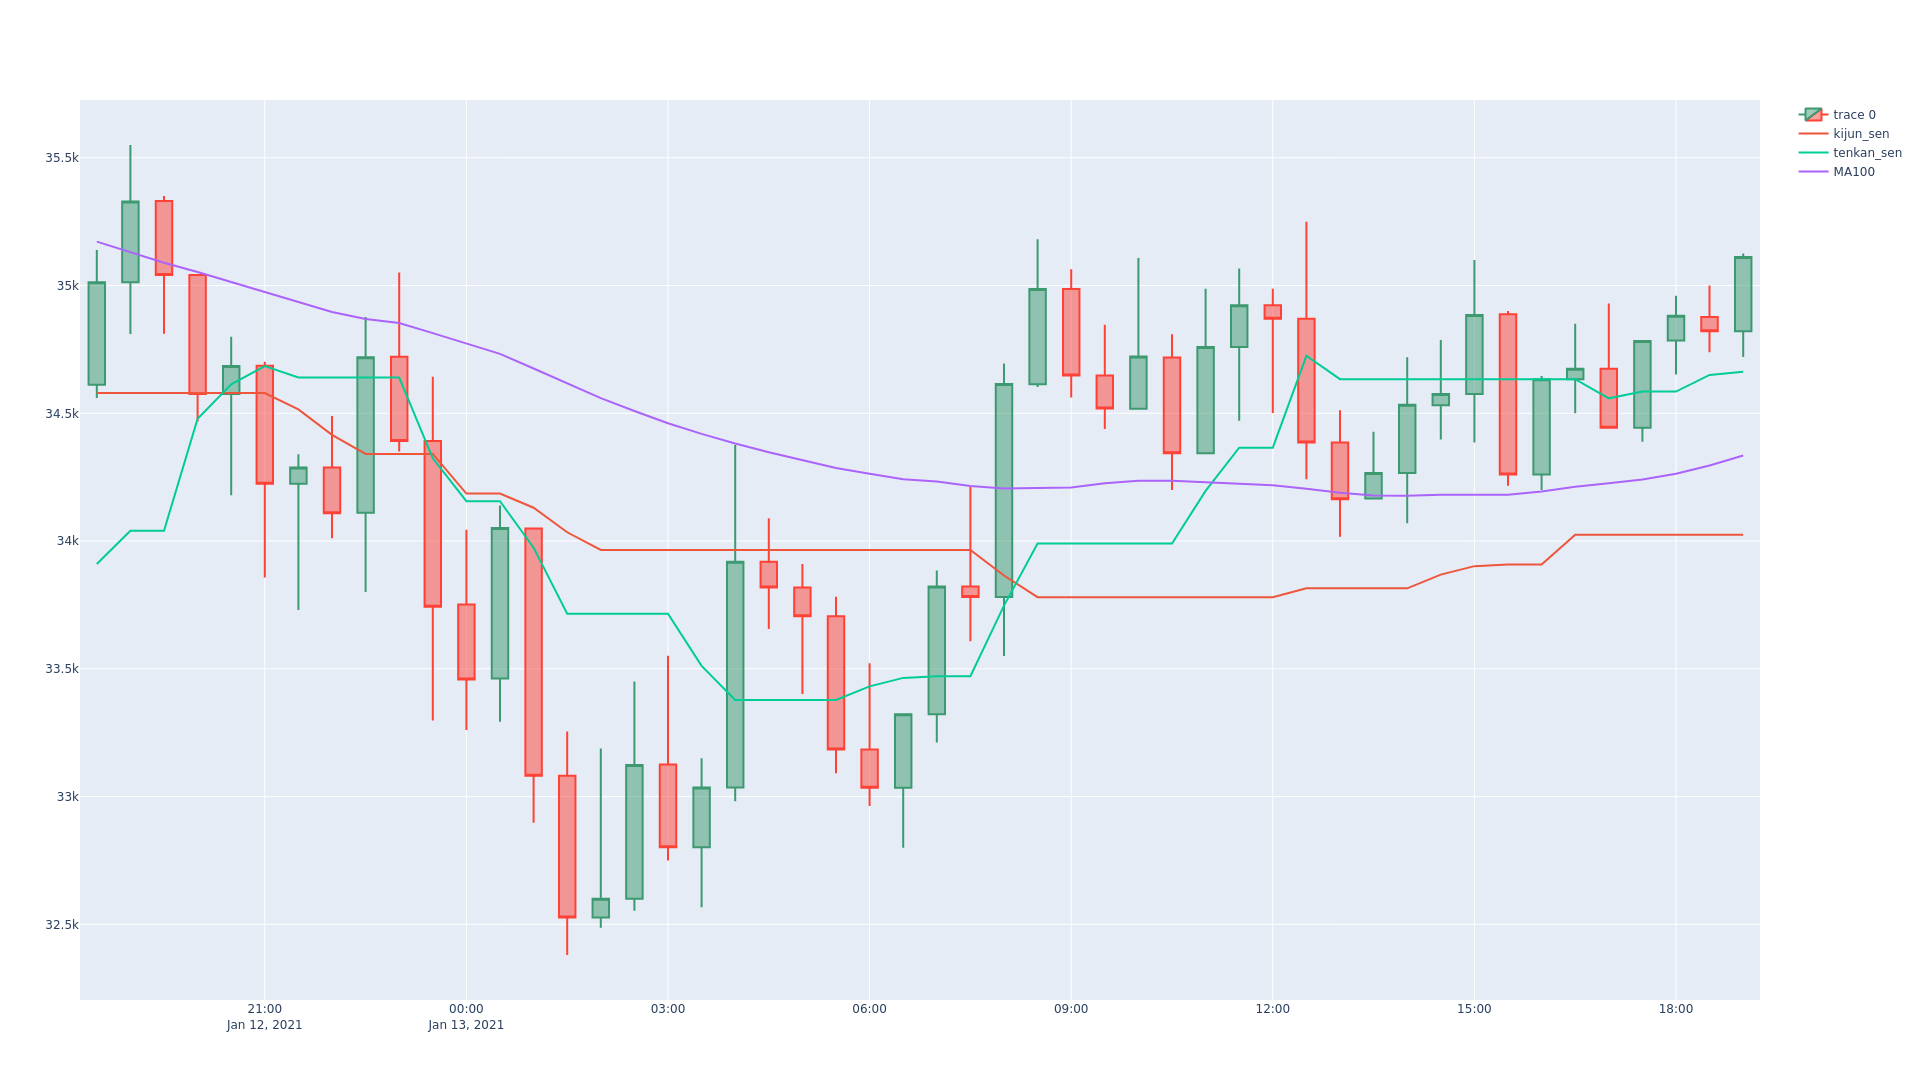 trace 0
kijun_sen
tenkan_sen
MA100
35.5k
35k
34.5k
34k
33.5k
33k
32.5k
21:00 00:00 03:00 06:00 09:00 12:00 15:00 18:00
Jan 12, 2021 Jan 13, 2021